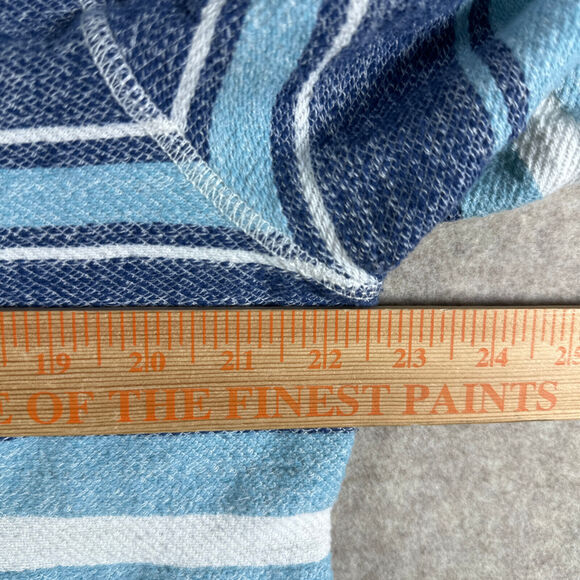 19 20 21 22 23 24
E OF THE FINEST PAINTS